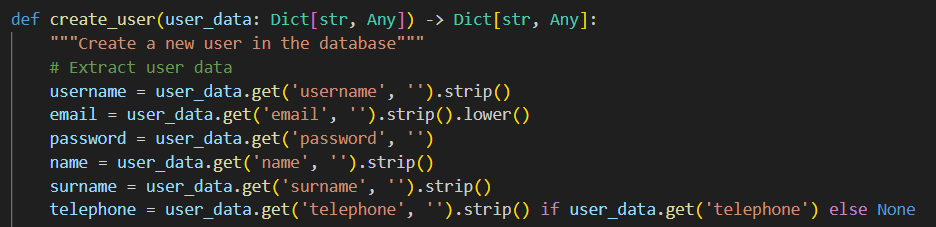 def create_user(user_data: Dict[str, Any]) -> Dict[str, Any]:
    """Create a new user in the database"""
    # Extract user data
    username = user_data.get('username', '').strip()
    email = user_data.get('email', '').strip().lower()
    password = user_data.get('password', '')
    name = user_data.get('name', '').strip()
    surname = user_data.get('surname', '').strip()
    telephone = user_data.get('telephone', '').strip() if user_data.get('telephone') else None